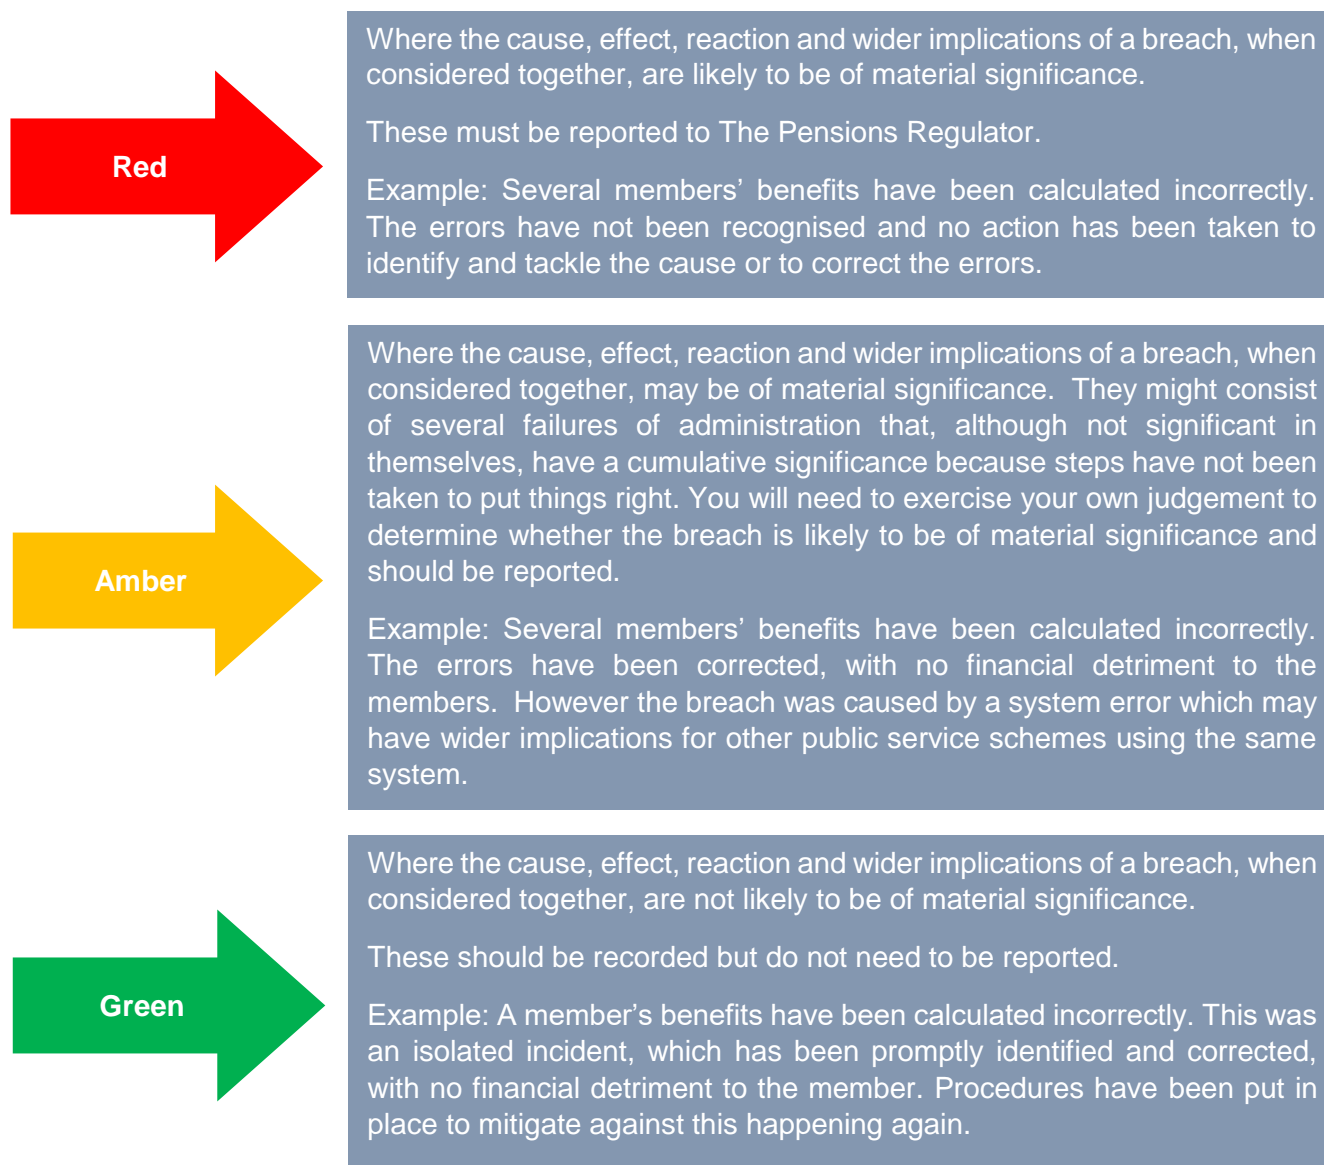 Where the cause, effect, reaction and wider implications of a breach, when
considered together, are likely to be of material significance.
These must be reported to The Pensions Regulator.
Red
Example: Several members’ benefits have been calculated incorrectly.
The errors have not been recognised and no action has been taken to
identify and tackle the cause or to correct the errors.
Where the cause, effect, reaction and wider implications of a breach, when
considered together, may be of material significance.  They might consist
of several failures of administration that, although not significant in
themselves, have a cumulative significance because steps have not been
taken to put things right. You will need to exercise your own judgement to
determine whether the breach is likely to be of material significance and
should be reported.
Amber
Example: Several members’ benefits have been calculated incorrectly.
The errors have been corrected, with no financial detriment to the
members.  However the breach was caused by a system error which may
have wider implications for other public service schemes using the same
system.
Where the cause, effect, reaction and wider implications of a breach, when
considered together, are not likely to be of material significance.
These should be recorded but do not need to be reported.
Green
Example: A member’s benefits have been calculated incorrectly. This was
an isolated incident, which has been promptly identified and corrected,
with no financial detriment to the member. Procedures have been put in
place to mitigate against this happening again.